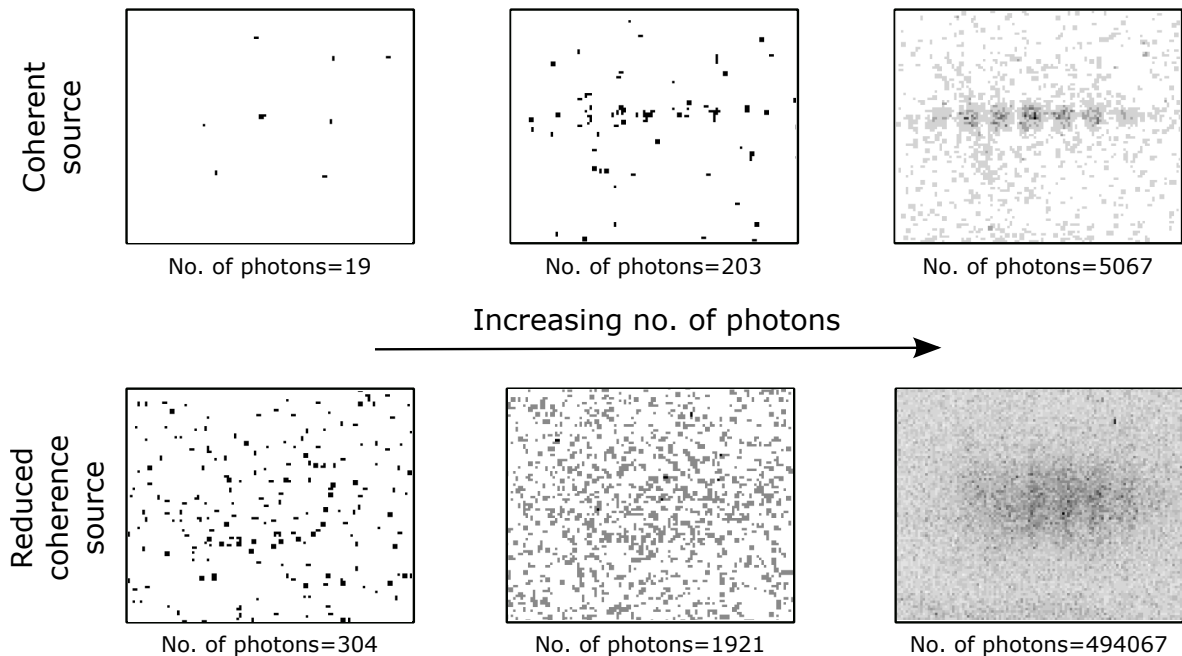 Coherent
source
No. of photons=19
No. of photons=203
No. of photons=5067
Increasing no. of photons
Reduced
coherence
source
No. of photons=304
No. of photons=1921
No. of photons=494067